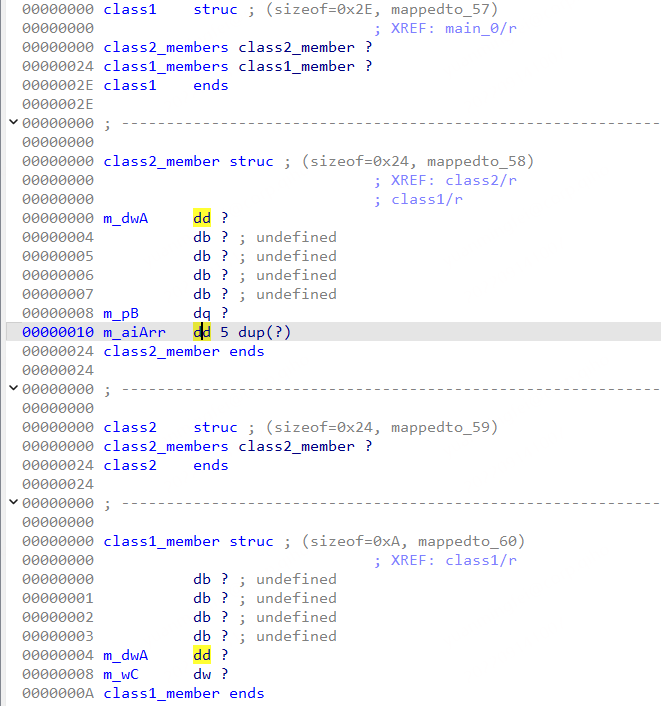 00000000 class1    struc ; (sizeof=0x2E, mappedto_57)
00000000                               ; XREF: main_0/r
00000000 class2_members class2_member ?
00000024 class1_members class1_member ?
0000002E class1    ends
0000002E
00000000 ; ------------------------------------------------------------
00000000
00000000 class2_member struc ; (sizeof=0x24, mappedto_58)
00000000                               ; XREF: class2/r
00000000                               ; class1/r
00000000 m_dwA     dd ?
00000004           db ? ; undefined
00000005           db ? ; undefined
00000006           db ? ; undefined
00000007           db ? ; undefined
00000008 m_pB      dq ?
00000010 m_aiArr   dd 5 dup(?)
00000024 class2_member ends
00000024
00000000 ; ------------------------------------------------------------
00000000
00000000 class2    struc ; (sizeof=0x24, mappedto_59)
00000000 class2_members class2_member ?
00000024 class2    ends
00000024
00000000 ; ------------------------------------------------------------
00000000
00000000 class1_member struc ; (sizeof=0xA, mappedto_60)
00000000                               ; XREF: class1/r
00000000           db ? ; undefined
00000001           db ? ; undefined
00000002           db ? ; undefined
00000003           db ? ; undefined
00000004 m_dwA     dd ?
00000008 m_wC      dw ?
0000000A class1_member ends